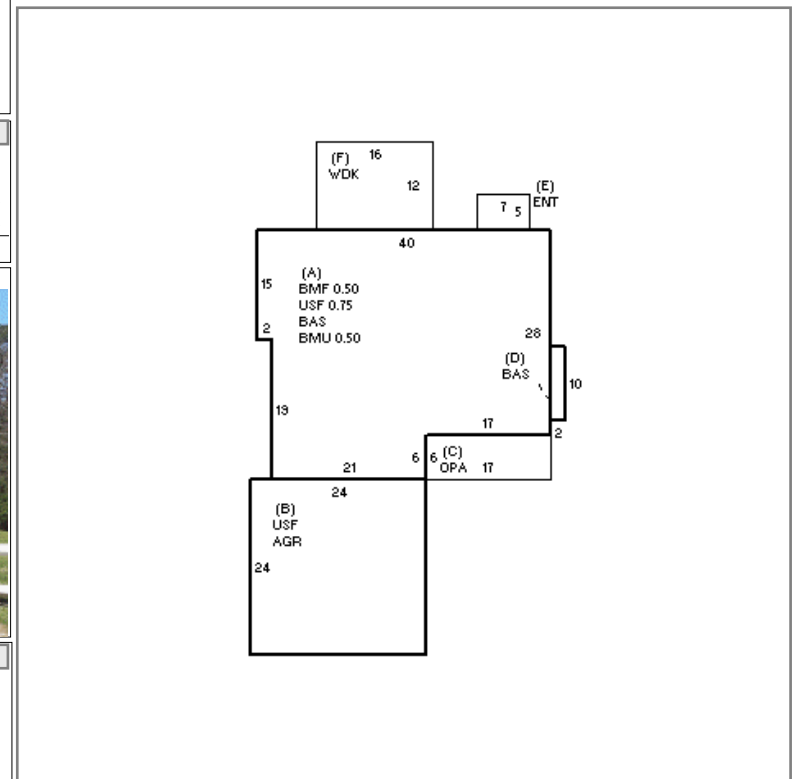 (F) 16
WDK
12
(E)
7 5 ENT
40
15
(A)
BMF 0.50
USF 0.75
BAS
BMU 0.50
2
28
(D)
BAS
10
19
17
2
6 6 (C)
OPA 17
21
24
(B)
USF
AGR
24